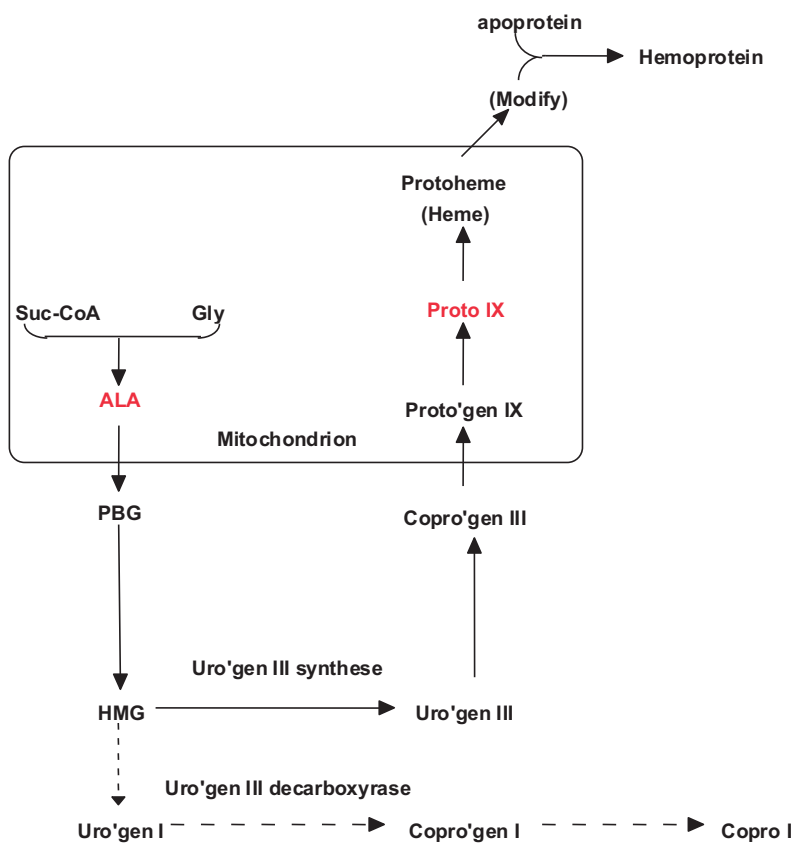 apoprotein
Hemoprotein
(Modify)
Protoheme
(Heme)
Suc-CoA Gly
Proto IX
ALA
Proto'gen IX
Mitochondrion
PBG
Copro'gen III
Uro'gen III synthese
HMG
Uro'gen III
Uro'gen III decarboxyrase
Uro'gen I
Copro'gen I
Copro I